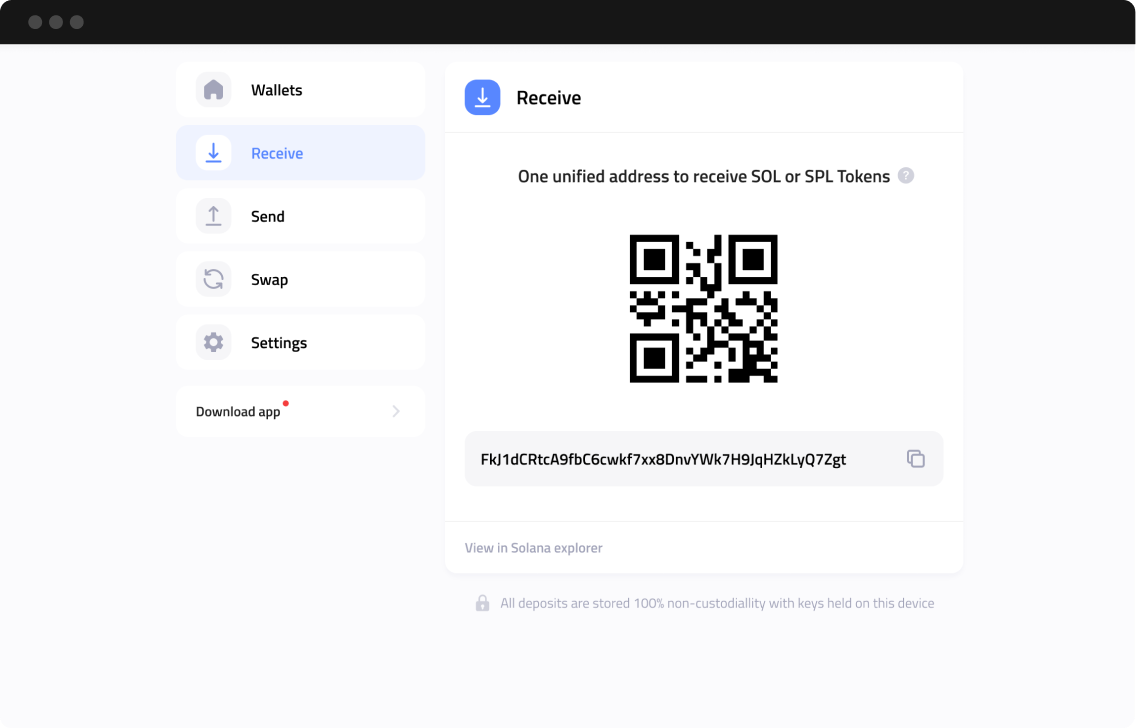 Wallets
Receive
Send
Swap
Settings
Download app
Receive
One unified address to receive SOL or SPL Tokens ?
FkJ1dCRtcA9fbC6cwkf7xx8DnvYWk7H9JqHZkLyQ7Zgt
View in Solana explorer
All deposits are stored 100% non-custodiallity with keys held on this device